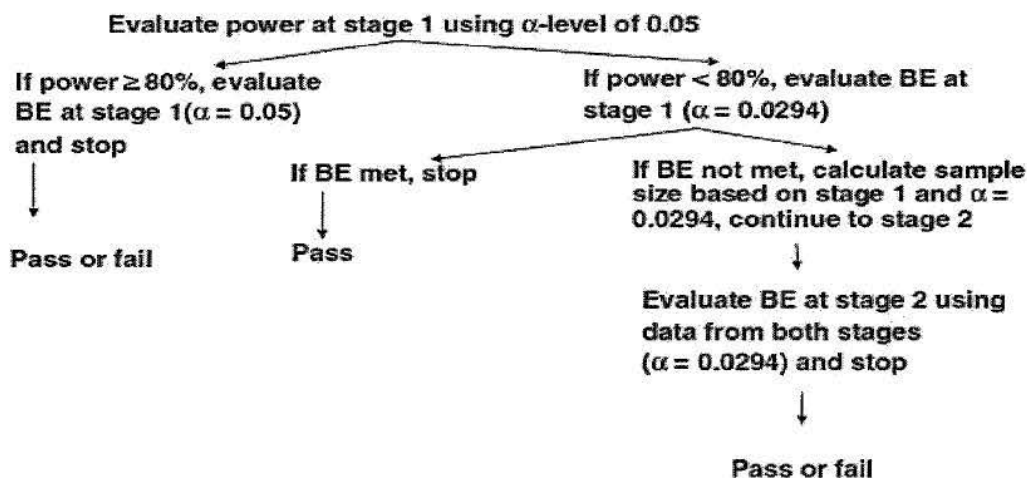 Evaluate power at stage 1 using α-level of 0.05
If power ≥ 80%, evaluate
BE at stage 1(α = 0.05)
and stop
If power < 80%, evaluate BE at
stage 1 (α = 0.0294)
If BE met, stop
If BE not met, calculate sample
size based on stage 1 and α =
0.0294, continue to stage 2
Pass or fail
Pass
Evaluate BE at stage 2 using
data from both stages
(α = 0.0294) and stop
Pass or fail